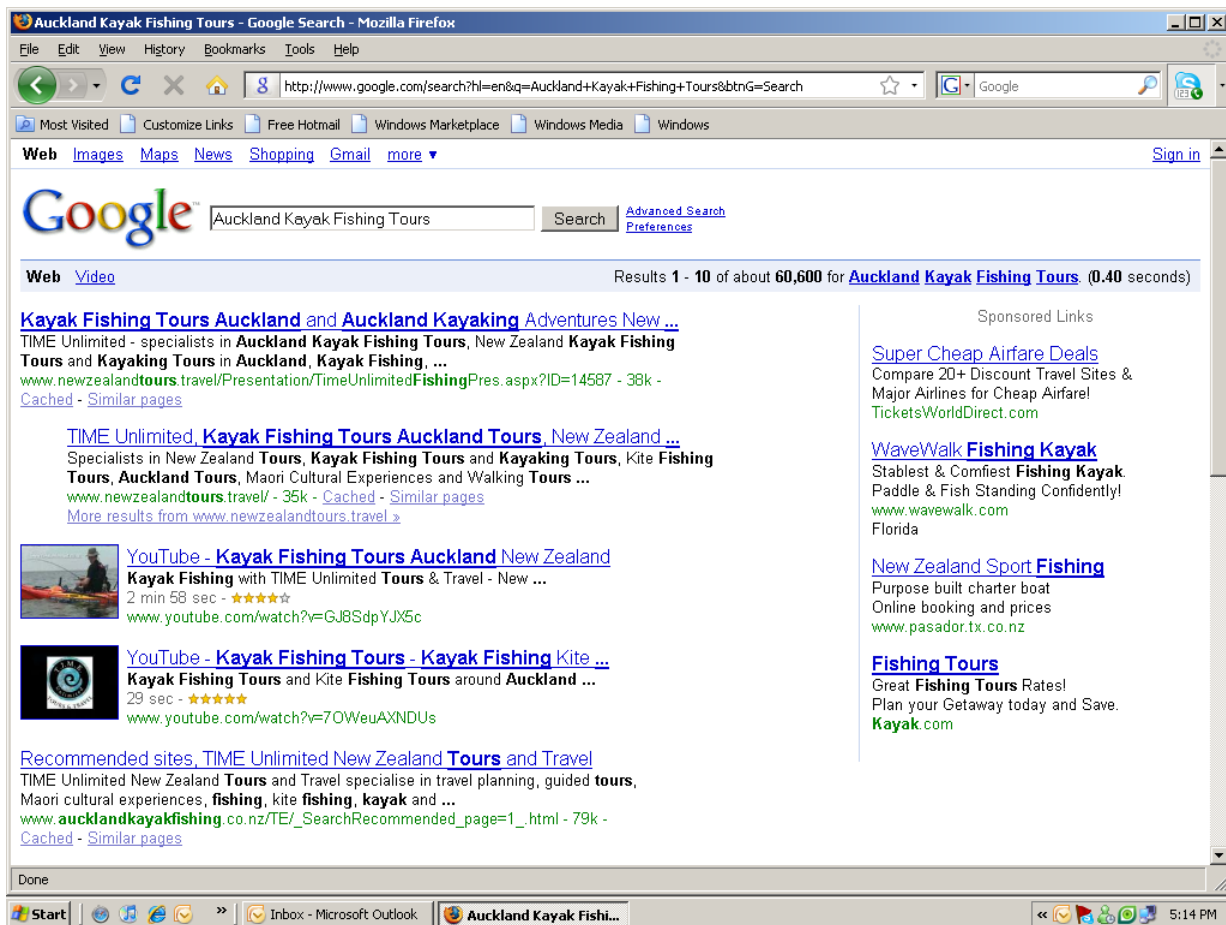 Auckland Kayak Fishing Tours - Google Search - Mozilla Firefox
File Edit View History Bookmarks Tools Help
http://www.google.com/search?hl=en&q=Auckland+Kayak+Fishing+Tours&btnG=Search
Google
Most Visited Customize Links Free Hotmail Windows Marketplace Windows Media Windows
Web Images Maps News Shopping Gmail more ▼
Sign in
Google™
Auckland Kayak Fishing Tours
Search
Advanced Search
Preferences
Web Video
Results 1 - 10 of about 60,600 for Auckland Kayak Fishing Tours. (0.40 seconds)
Kayak Fishing Tours Auckland and Auckland Kayaking Adventures New ...
TIME Unlimited - specialists in Auckland Kayak Fishing Tours, New Zealand Kayak Fishing
Tours and Kayaking Tours in Auckland, Kayak Fishing, ...
www.newzealandtours.travel/Presentation/TimeUnlimitedFishingPres.aspx?ID=14587 - 38k -
Cached - Similar pages
TIME Unlimited, Kayak Fishing Tours Auckland Tours, New Zealand ...
Specialists in New Zealand Tours, Kayak Fishing Tours and Kayaking Tours, Kite Fishing
Tours, Auckland Tours, Maori Cultural Experiences and Walking Tours ...
www.newzealandtours.travel/ - 35k - Cached - Similar pages
More results from www.newzealandtours.travel »
YouTube - Kayak Fishing Tours Auckland New Zealand
Kayak Fishing with TIME Unlimited Tours & Travel - New ...
2 min 58 sec -
www.youtube.com/watch?v=GJ8SdpYJX5c
YouTube - Kayak Fishing Tours - Kayak Fishing Kite ...
Kayak Fishing Tours and Kite Fishing Tours around Auckland ...
29 sec -
www.youtube.com/watch?v=7OWeuAXNDUs
Recommended sites, TIME Unlimited New Zealand Tours and Travel
TIME Unlimited New Zealand Tours and Travel specialise in travel planning, guided tours,
Maori cultural experiences, fishing, kite fishing, kayak and ...
www.aucklandkayakfishing.co.nz/TE/_SearchRecommended_page=1_.html - 79k -
Cached - Similar pages
Sponsored Links
Super Cheap Airfare Deals
Compare 20+ Discount Travel Sites &
Major Airlines for Cheap Airfare!
TicketsWorldDirect.com
WaveWalk Fishing Kayak
Stablest & Comfiest Fishing Kayak.
Paddle & Fish Standing Confidently!
www.wavewalk.com
Florida
New Zealand Sport Fishing
Purpose built charter boat
Online booking and prices
www.pasador.tx.co.nz
Fishing Tours
Great Fishing Tours Rates!
Plan your Getaway today and Save.
Kayak.com
Done
Start » Inbox - Microsoft Outlook Auckland Kayak Fishi... « 5:14 PM